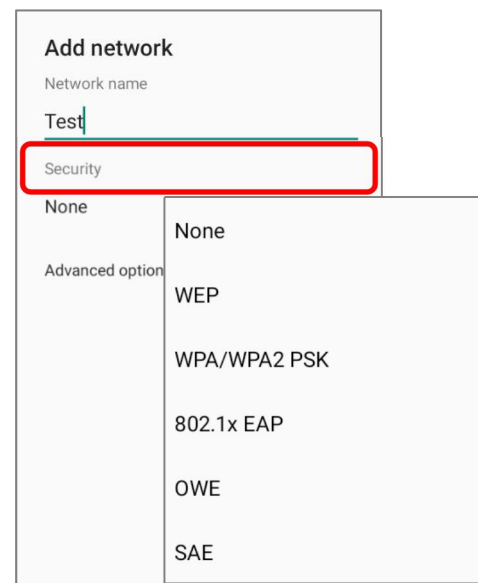 Add network
Network name
Test
Security
None
Advanced option
None
WEP
WPA/WPA2 PSK
802.1x EAP
OWE
SAE